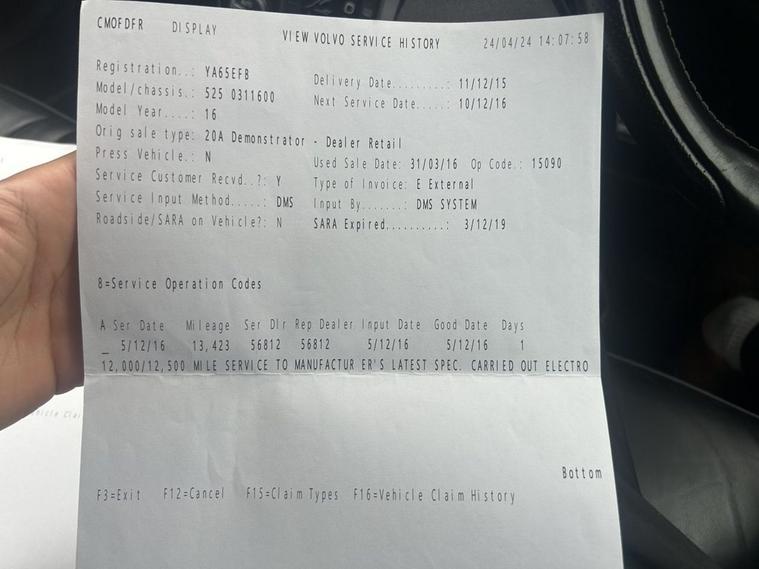 CMOFDFR DISPLAY VIEW VOLVO SERVICE HISTORY 24/04/24 14:07:58
Registration..: YA65EFB Delivery Date........: 11/12/15
Model/chassis: 525 0311600 Next Service Date.....: 10/12/16
Model Year....: 16
Orig sale type: 20A Demonstrator - Dealer Retail
Press Vehicle.: N Used Sale Date: 31/03/16 Op Code.: 15090
Service Customer Recvd..?: Y Type of Invoice: E External
Service Input Method.....: DMS Input By.......: DMS SYSTEM
Roadside/SARA on Vehicle?: N SARA Expired..........: 3/12/19
8=Service Operation Codes
A Ser Date Mileage Ser Dlr Rep Dealer Input Date Good Date Days
_ 5/12/16 13,423 56812 56812 5/12/16 5/12/16 1
12,000/12,500 MILE SERVICE TO MANUFACTUR ER'S LATEST SPEC. CARRIED OUT ELECTRO
Bottom
F3=Exit F12=Cancel F15=Claim Types F16=Vehicle Claim History